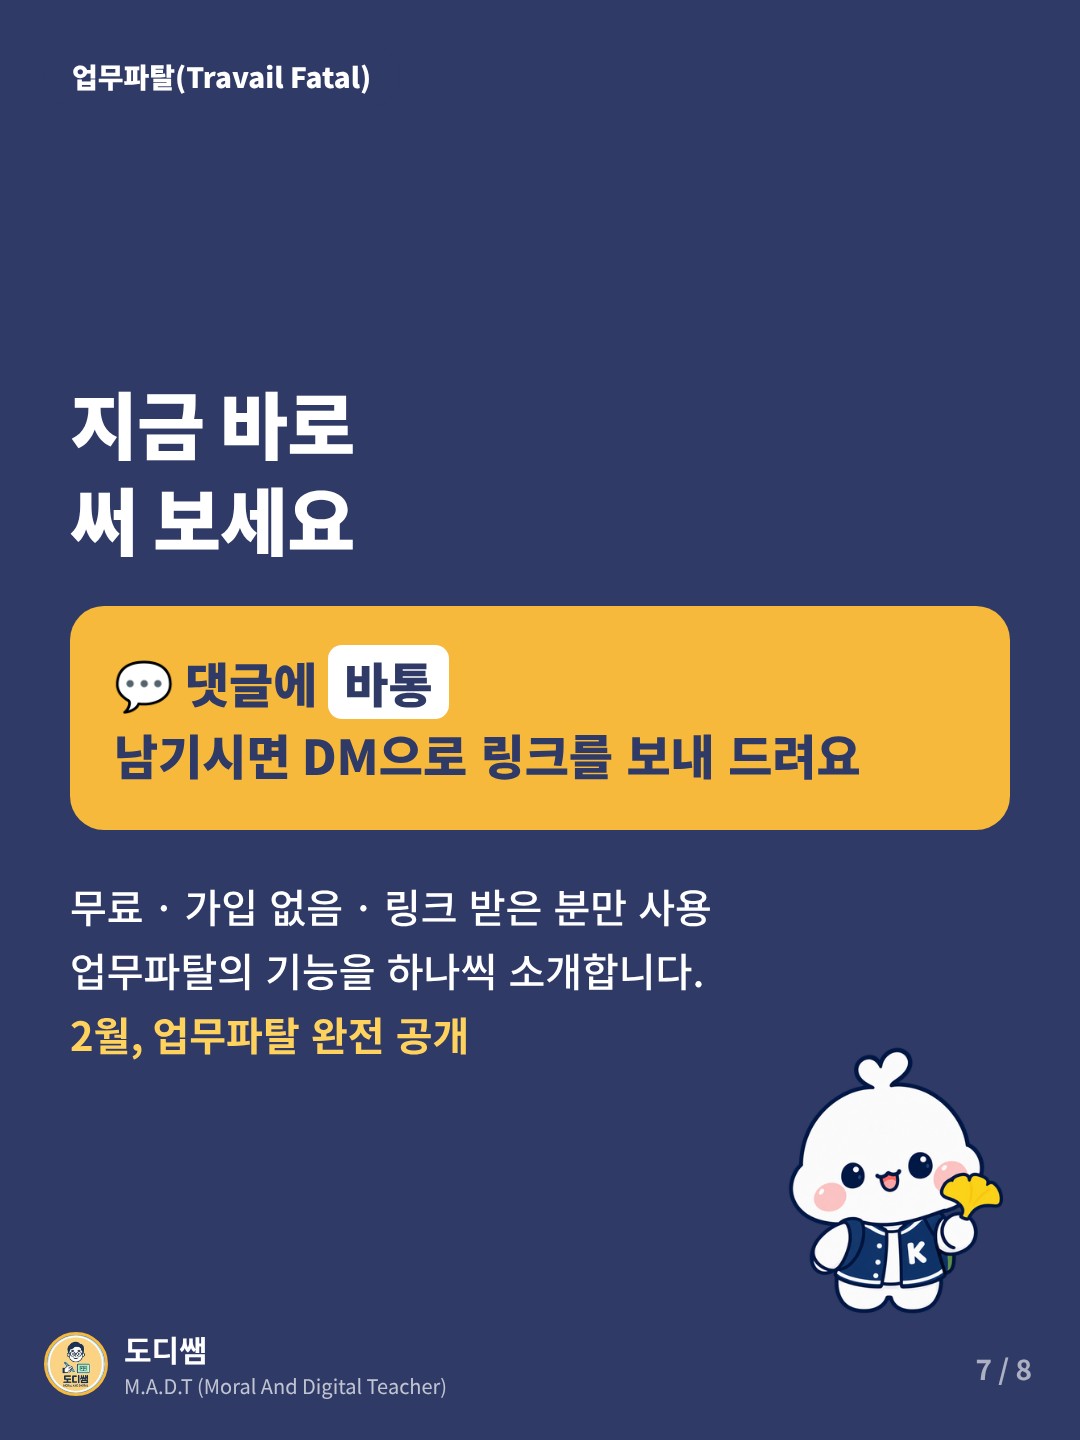 업무파탈(Travail Fatal)
지금 바로
써 보세요
💬 댓글에 바통
남기시면 DM으로 링크를 보내 드려요
무료 · 가입 없음 · 링크 받은 분만 사용
업무파탈의 기능을 하나씩 소개합니다.
2월, 업무파탈 완전 공개
K
도디쌤
도디쌤
M.A.D.T (Moral And Digital Teacher)
7 / 8